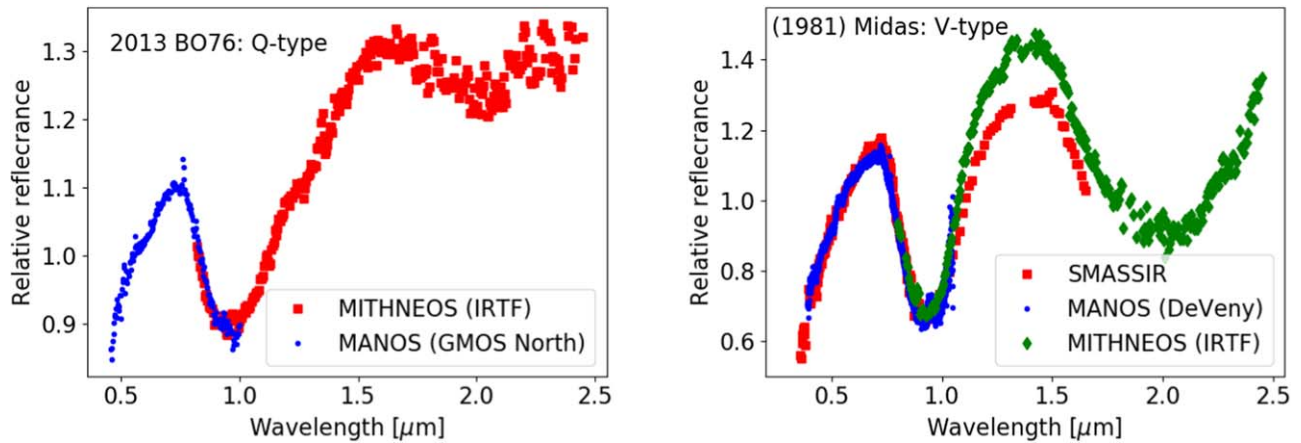 2013 BO76: Q-type
Relative reflecrance
1.3
1.2
1.1
1.0
0.9
MITHNEOS (IRTF)
MANOS (GMOS North)
0.5
1.0
1.5
2.0
2.5
Wavelength [μm]
(1981) Midas: V-type
Relative reflecrance
1.4
1.2
1.0
0.8
0.6
SMASSIR
MANOS (DeVeny)
MITHNEOS (IRTF)
0.5
1.0
1.5
2.0
2.5
Wavelength [μm]